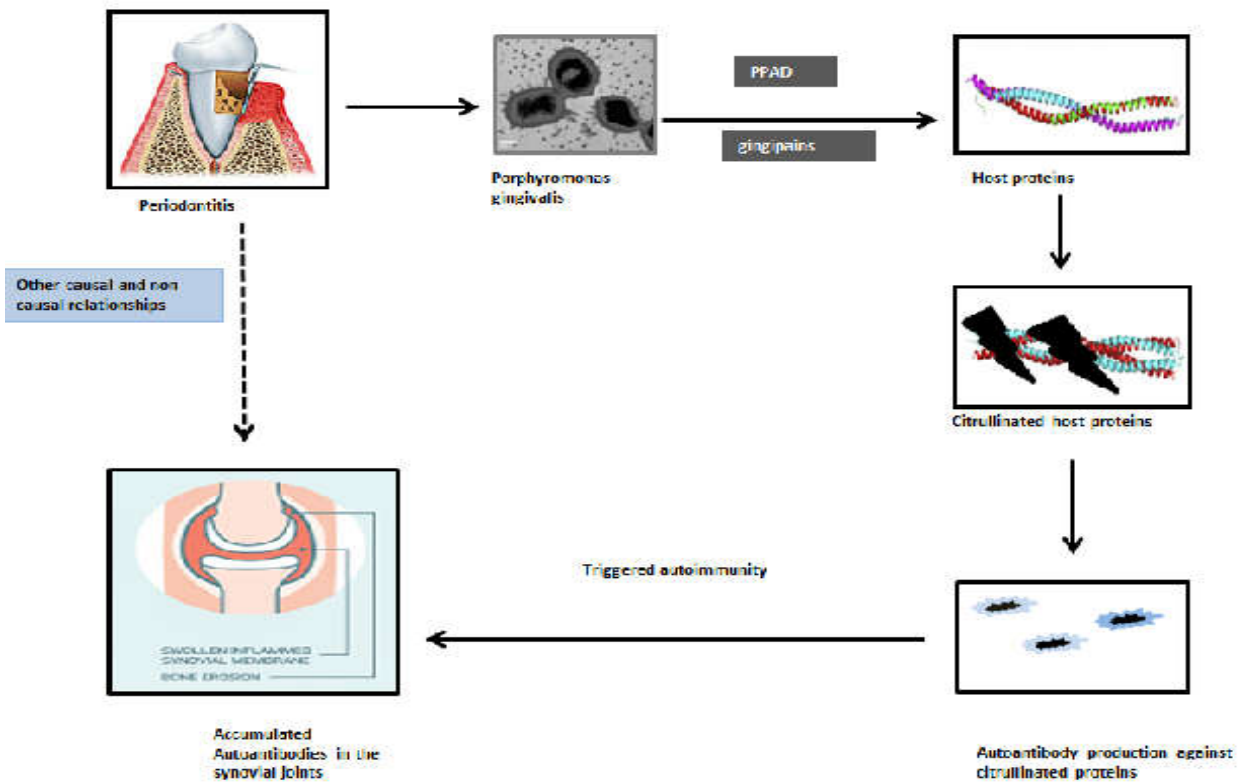 PPAD
gingipains
Periodontitis
Porphyromonas
gingivalis
Host proteins
Other causal and non
causal relationships
Citrullinated host proteins
Triggered autoimmunity
SWOLLEN INFLAMMED
SYNOVIAL MEMBRANE
BONE EROSION
Accumulated
Autoantibodies in the
synovial joints
Autoantibody production against
citrullinated proteins